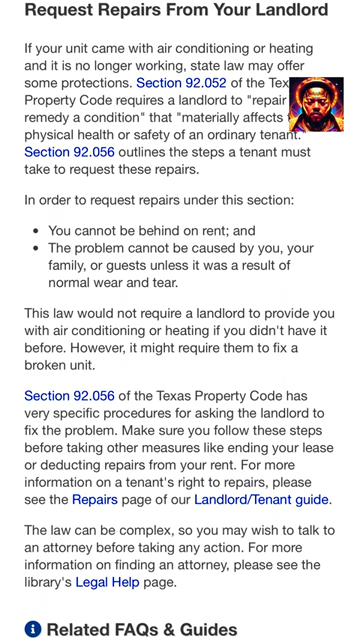 Request Repairs From Your Landlord
If your unit came with air conditioning or heating
and it is no longer working, state law may offer
some protections. Section 92.052 of the Tex
Property Code requires a landlord to "repair
remedy a condition" that "materially affects
physical health or safety of an ordinary tenant."
Section 92.056 outlines the steps a tenant must
take to request these repairs.
In order to request repairs under this section:
• You cannot be behind on rent; and
• The problem cannot be caused by you, your
family, or guests unless it was a result of
normal wear and tear.
This law would not require a landlord to provide you
with air conditioning or heating if you didn't have it
before. However, it might require them to fix a
broken unit.
Section 92.056 of the Texas Property Code has
very specific procedures for asking the landlord to
fix the problem. Make sure you follow these steps
before taking other measures like ending your lease
or deducting repairs from your rent. For more
information on a tenant's right to repairs, please
see the Repairs page of our Landlord/Tenant guide.
The law can be complex, so you may wish to talk to
an attorney before taking any action. For more
information on finding an attorney, please see the
library's Legal Help page.
Related FAQs & Guides